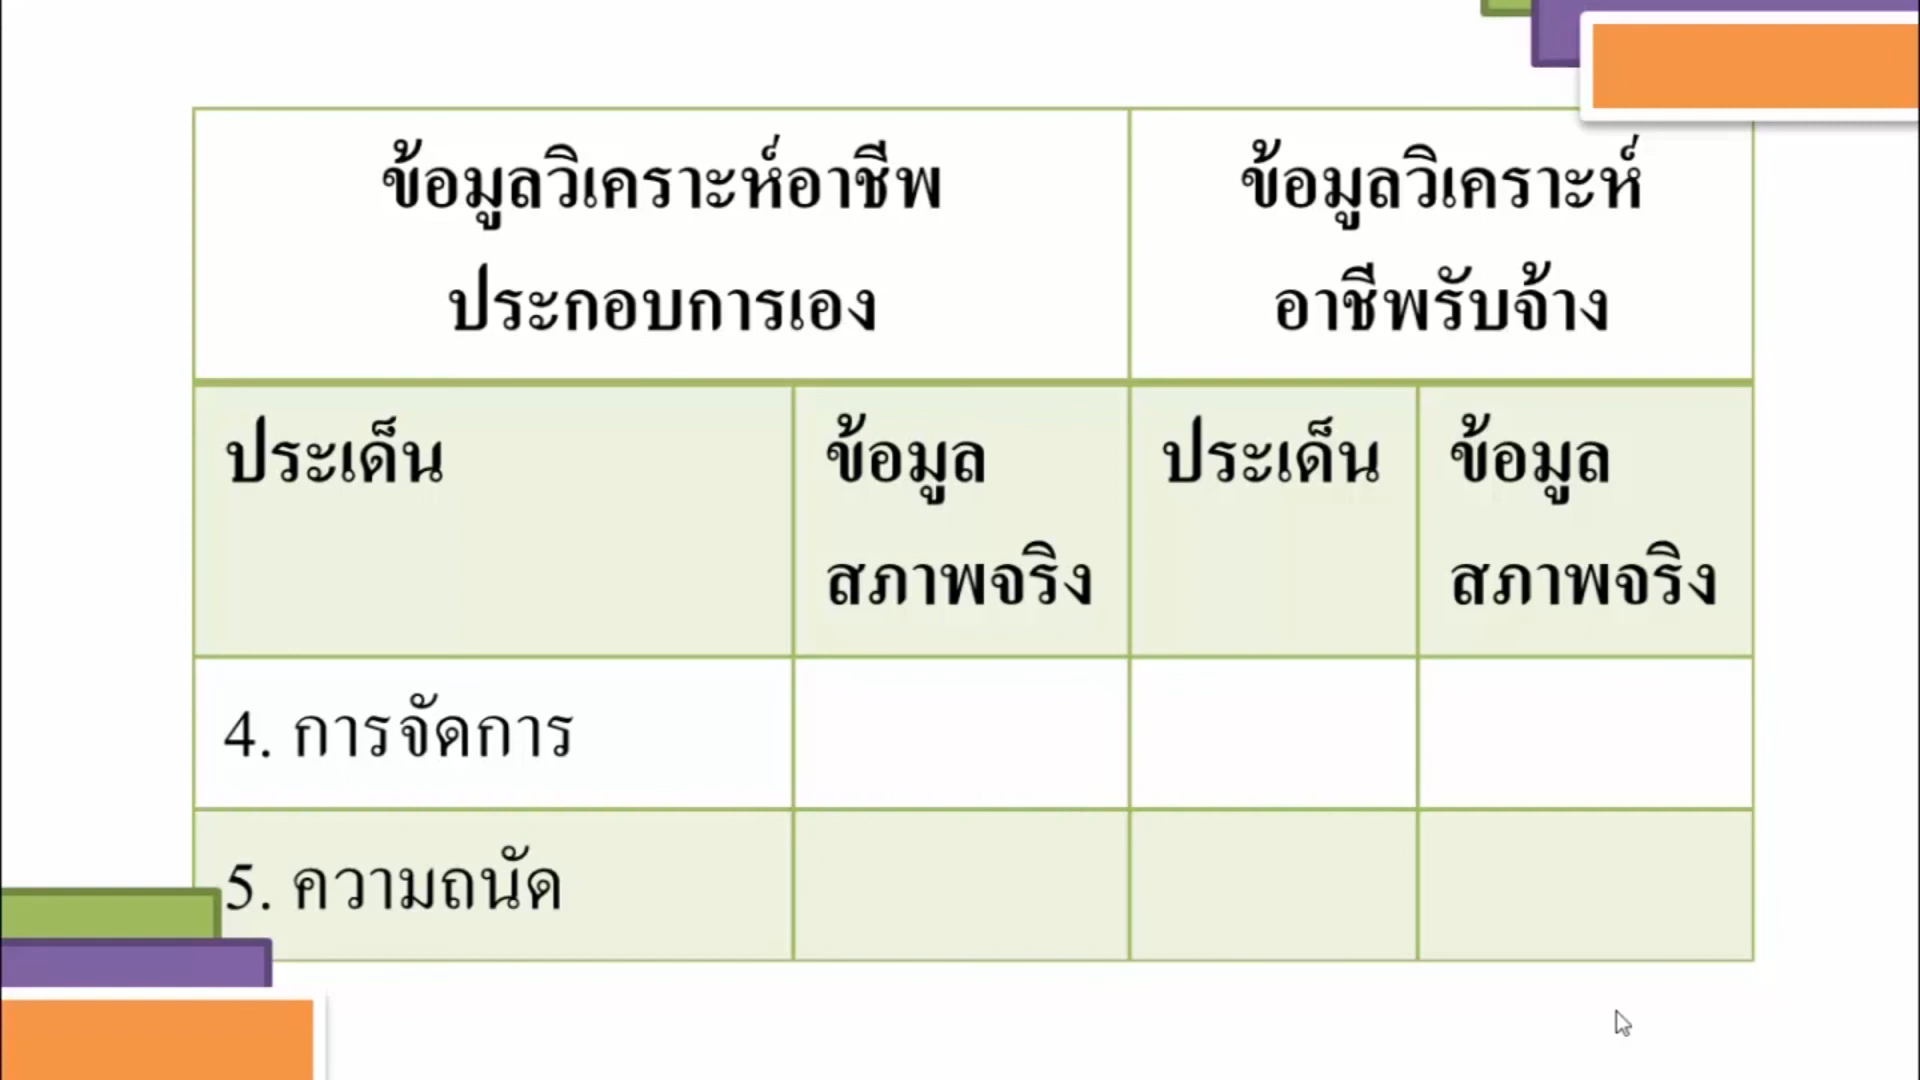 ข้อมูลวิเคราะห์อาชีพ
ประกอบการเอง
ข้อมูลวิเคราะห์
อาชีพรับจ้าง
ประเด็น
ข้อมูล
สภาพจริง
ประเด็น
ข้อมูล
สภาพจริง
4. การจัดการ
5. ความถนัด